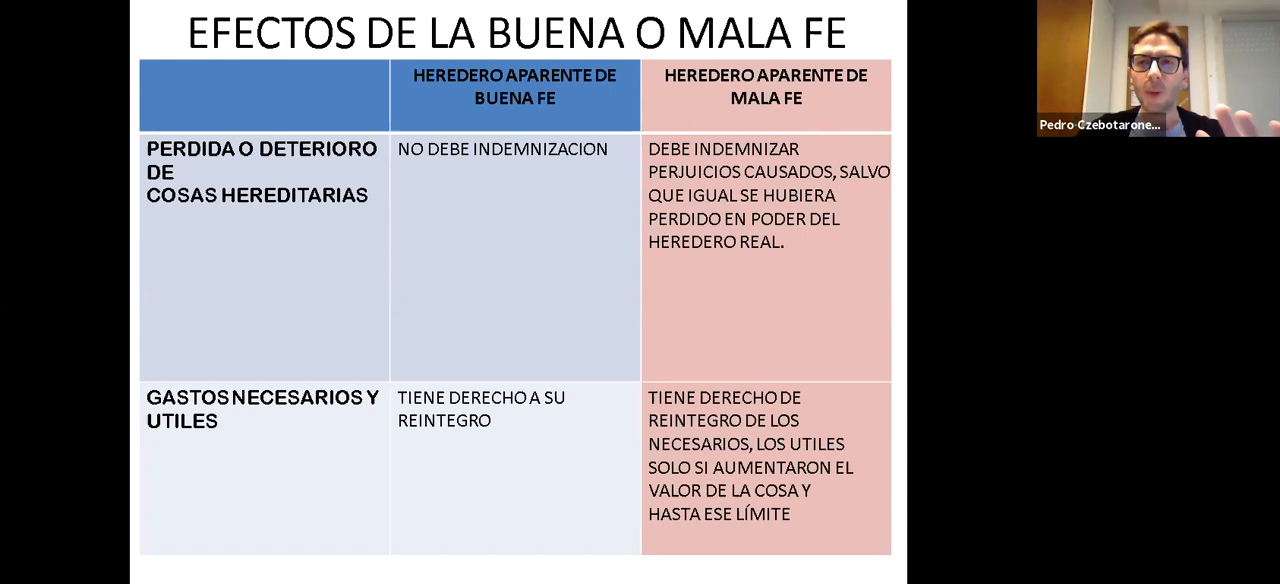 EFECTOS DE LA BUENA O MALA FE
HEREDERO APARENTE DE
BUENA FE
HEREDERO APARENTE DE
MALA FE
PERDIDA O DETERIORO
DE
COSAS HEREDITARIAS
NO DEBE INDEMNIZACION
DEBE INDEMNIZAR
PERJUICIOS CAUSADOS, SALVO
QUE IGUAL SE HUBIERA
PERDIDO EN PODER DEL
HEREDERO REAL.
GASTOS NECESARIOS Y
UTILES
TIENE DERECHO A SU
REINTEGRO
TIENE DERECHO DE
REINTEGRO DE LOS
NECESARIOS, LOS UTILES
SOLO SI AUMENTARON EL
VALOR DE LA COSA Y
HASTA ESE LÍMITE
Pedro Czebotarone...